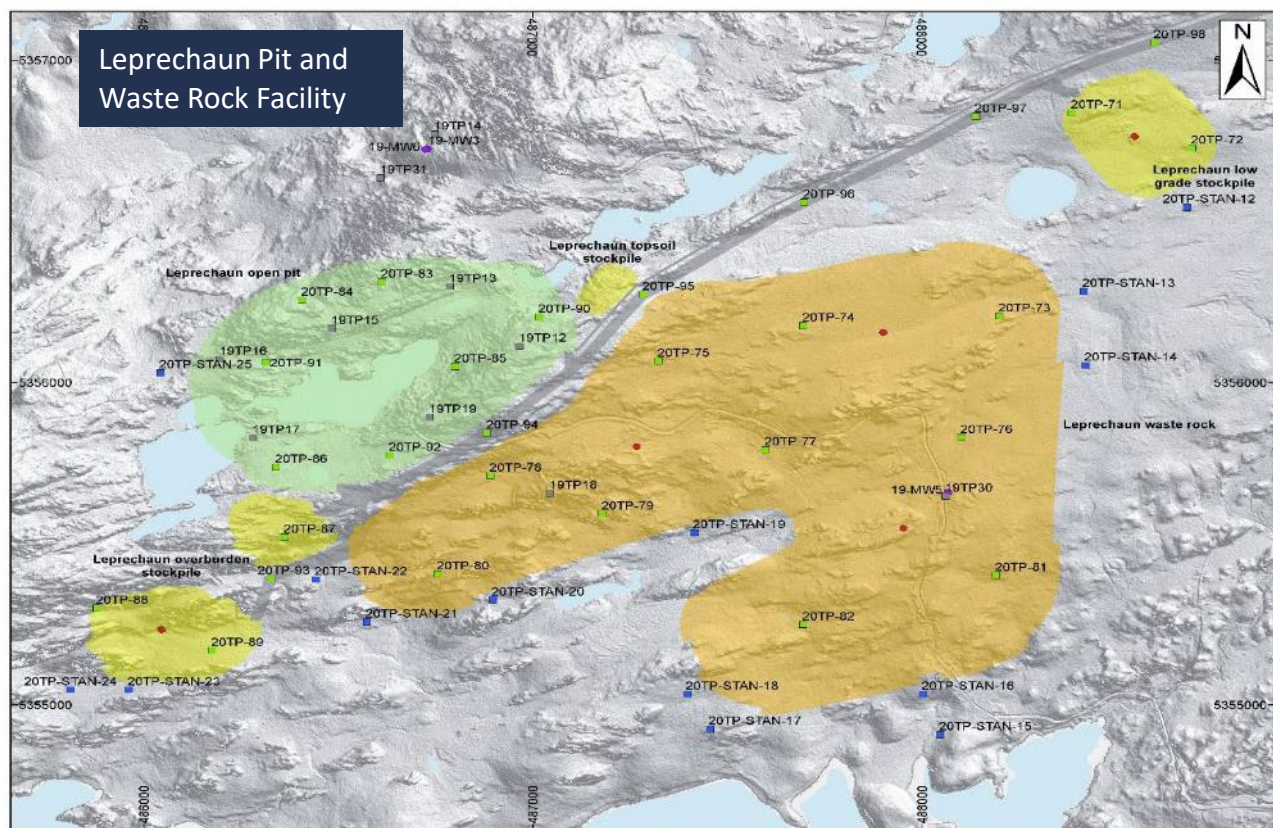 Leprechaun Pit and
Waste Rock Facility
N
487000
488000
5357000
20TP-98
20TP-97
20TP-71
20TP-72
19TP14
19-MW6
19-MW3
19TP31
Leprechaun low
grade stockpile
20TP-STAN-12
20TP-96
Leprechaun topsoil
stockpile
Leprechaun open pit
20TP-83
19TP13
20TP-84
20TP-95
20TP-STAN-13
20TP-90
20TP-73
19TP15
20TP-74
19TP12
19TP16
20TP-91
20TP-85
20TP-75
20TP-STAN-25
20TP-STAN-14
5356000
5356000
19TP19
Leprechaun waste rock
20TP-94
19TP17
20TP-92
20TP-77
20TP-76
20TP-86
20TP-78
19TP18
19-MW5
19TP30
20TP-79
20TP-87
20TP-STAN-19
Leprechaun overburden
stockpile
20TP-93
20TP-STAN-22
20TP-80
20TP-81
20TP-88
20TP-STAN-20
20TP-STAN-21
20TP-82
20TP-89
20TP-STAN-24
20TP-STAN-23
20TP-STAN-18
20TP-STAN-16
5355000
5355000
20TP-STAN-17
20TP-STAN-15
486000
487000
488000